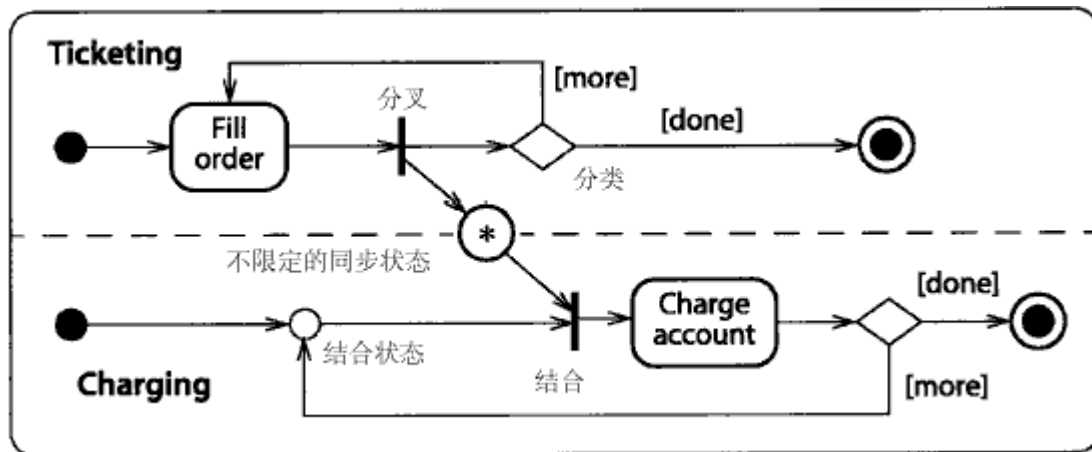 Ticketing
[more]
分叉
Fill
order
[done]
分类
*
不限定的同步状态
Charge
account
[done]
结合状态
结合
[more]
Charging